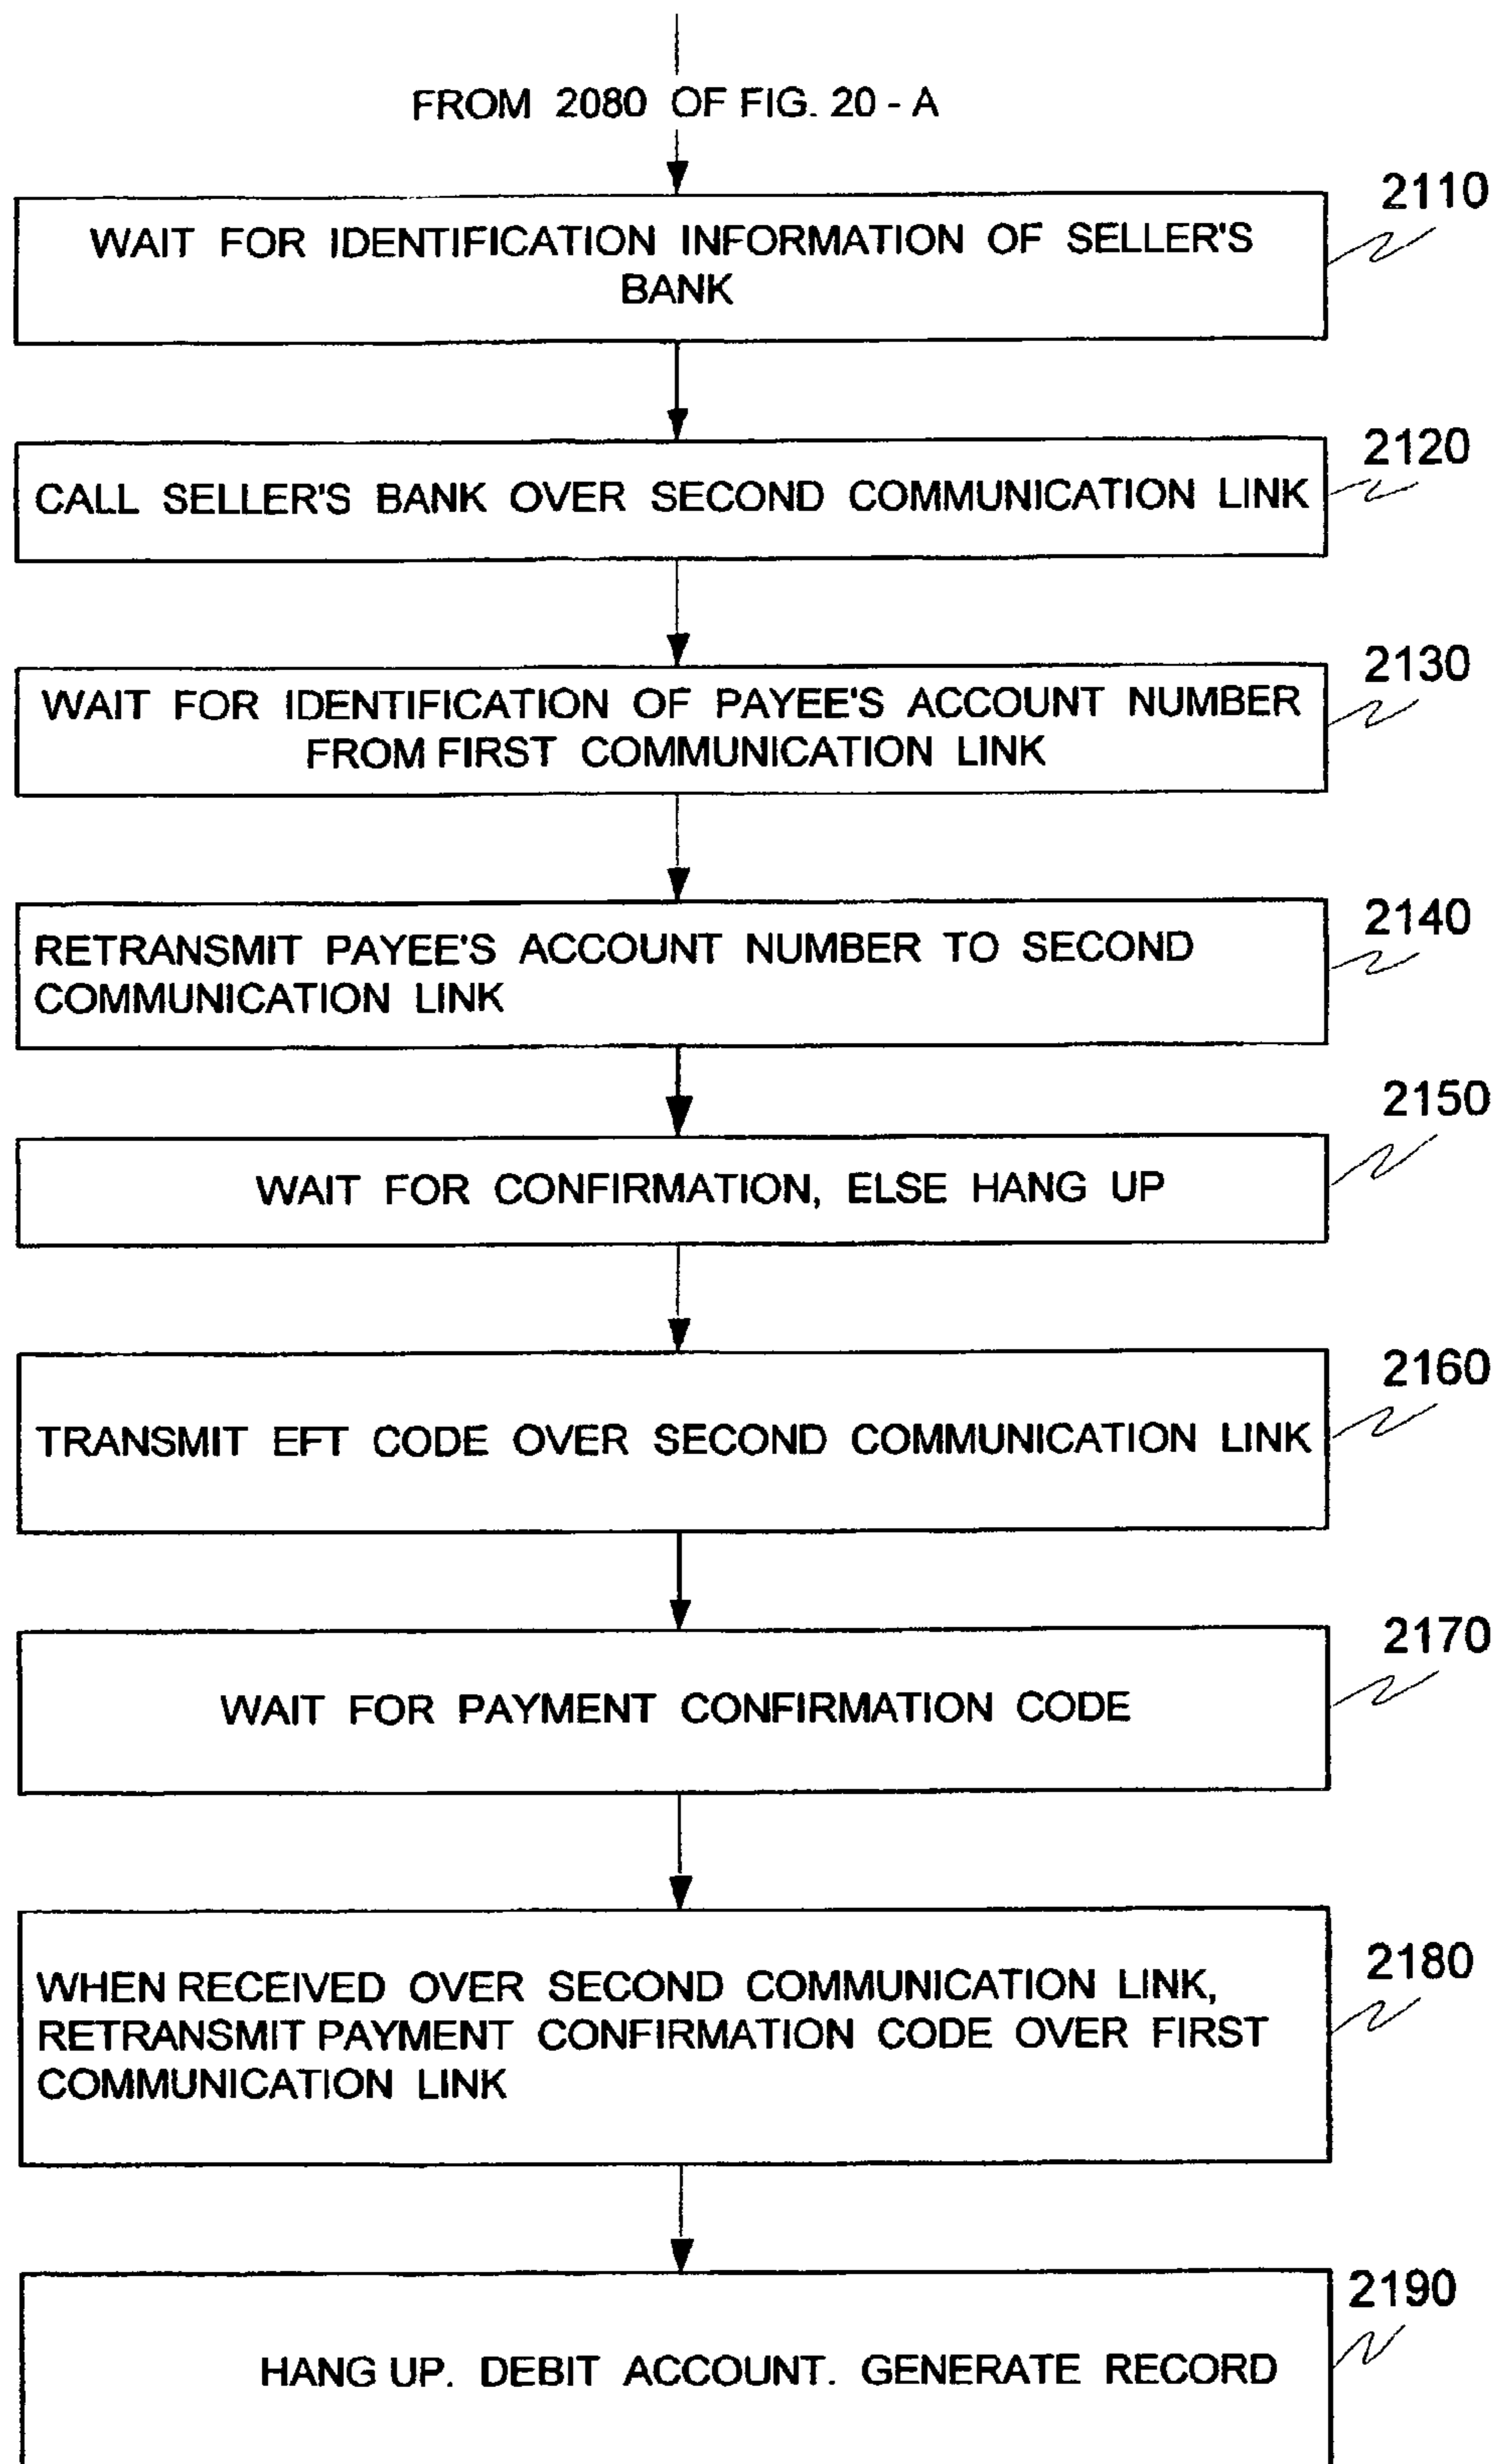 FROM 2080 OF FIG. 20 - A
2110
WAIT FOR IDENTIFICATION INFORMATION OF SELLER'S
BANK
2120
CALL SELLER'S BANK OVER SECOND COMMUNICATION LINK
2130
WAIT FOR IDENTIFICATION OF PAYEE'S ACCOUNT NUMBER
FROM FIRST COMMUNICATION LINK
2140
RETRANSMIT PAYEE'S ACCOUNT NUMBER TO SECOND
COMMUNICATION LINK
2150
WAIT FOR CONFIRMATION, ELSE HANG UP
2160
TRANSMIT EFT CODE OVER SECOND COMMUNICATION LINK
2170
WAIT FOR PAYMENT CONFIRMATION CODE
2180
WHEN RECEIVED OVER SECOND COMMUNICATION LINK,
RETRANSMIT PAYMENT CONFIRMATION CODE OVER FIRST
COMMUNICATION LINK
2190
HANG UP. DEBIT ACCOUNT. GENERATE RECORD